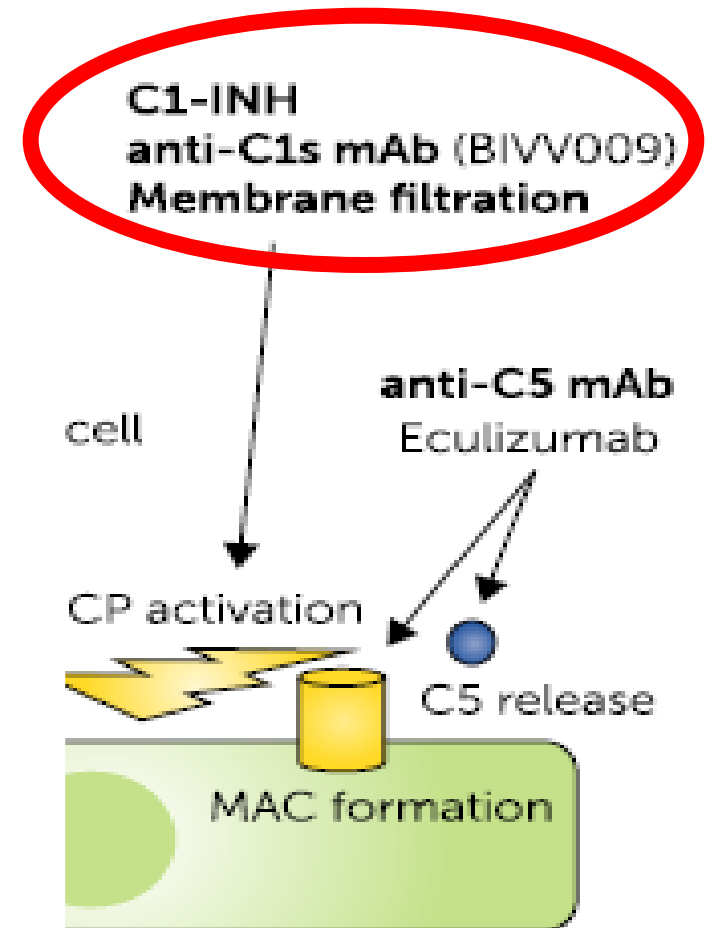 C1-INH
anti-C1s mAb (BIVV009)
Membrane filtration
anti-C5 mAb
cell
Eculizumab
CP activation
C5 release
MAC formation